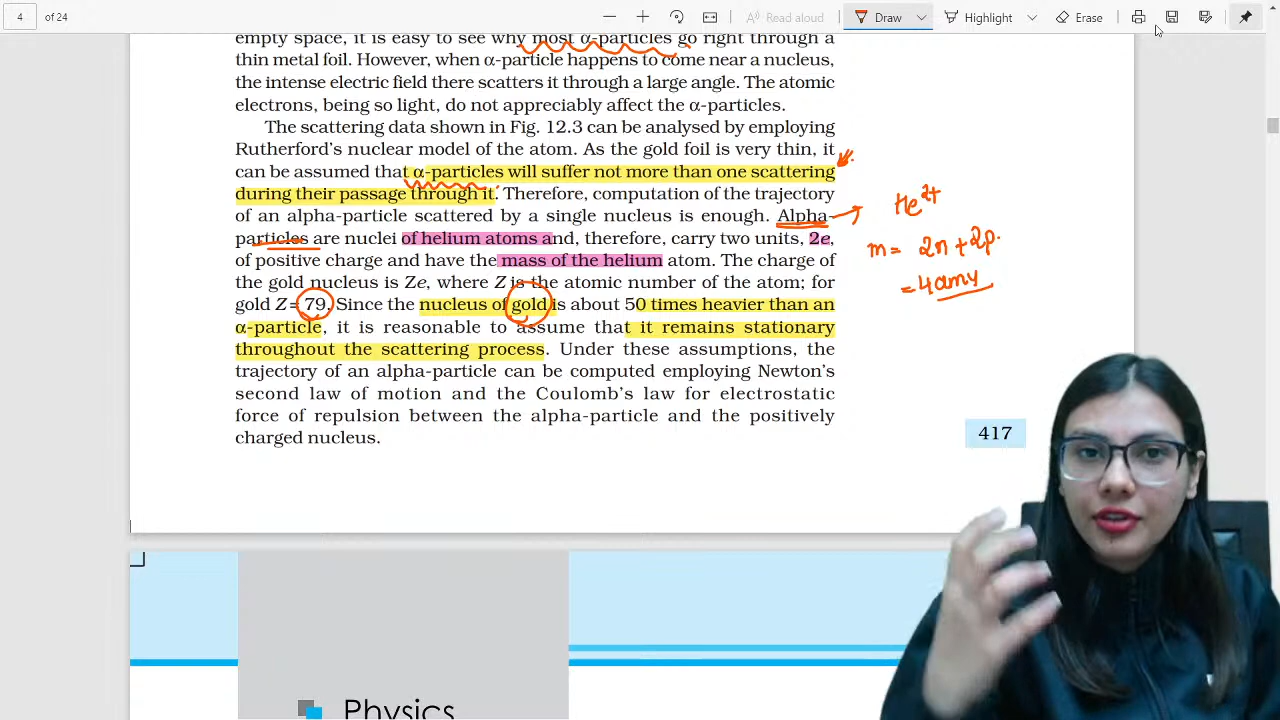 4 of 24
Read aloud
Draw
Highlight
Erase
empty space, it is easy to see why most α-particles go right through a
thin metal foil. However, when α-particle happens to come near a nucleus,
the intense electric field there scatters it through a large angle. The atomic
electrons, being so light, do not appreciably affect the α-particles.
The scattering data shown in Fig. 12.3 can be analysed by employing
Rutherford's nuclear model of the atom. As the gold foil is very thin, it
can be assumed that α-particles will suffer not more than one scattering
during their passage through it. Therefore, computation of the trajectory
of an alpha-particle scattered by a single nucleus is enough. Alpha-
particles are nuclei of helium atoms and, therefore, carry two units, 2e,
of positive charge and have the mass of the helium atom. The charge of
the gold nucleus is Ze, where Z is the atomic number of the atom; for
gold Z = 79. Since the nucleus of gold is about 50 times heavier than an
α-particle, it is reasonable to assume that it remains stationary
throughout the scattering process. Under these assumptions, the
trajectory of an alpha-particle can be computed employing Newton's
second law of motion and the Coulomb's law for electrostatic
force of repulsion between the alpha-particle and the positively
charged nucleus.
He²⁺
m = 2n + 2p
= 4amu
417
Physics